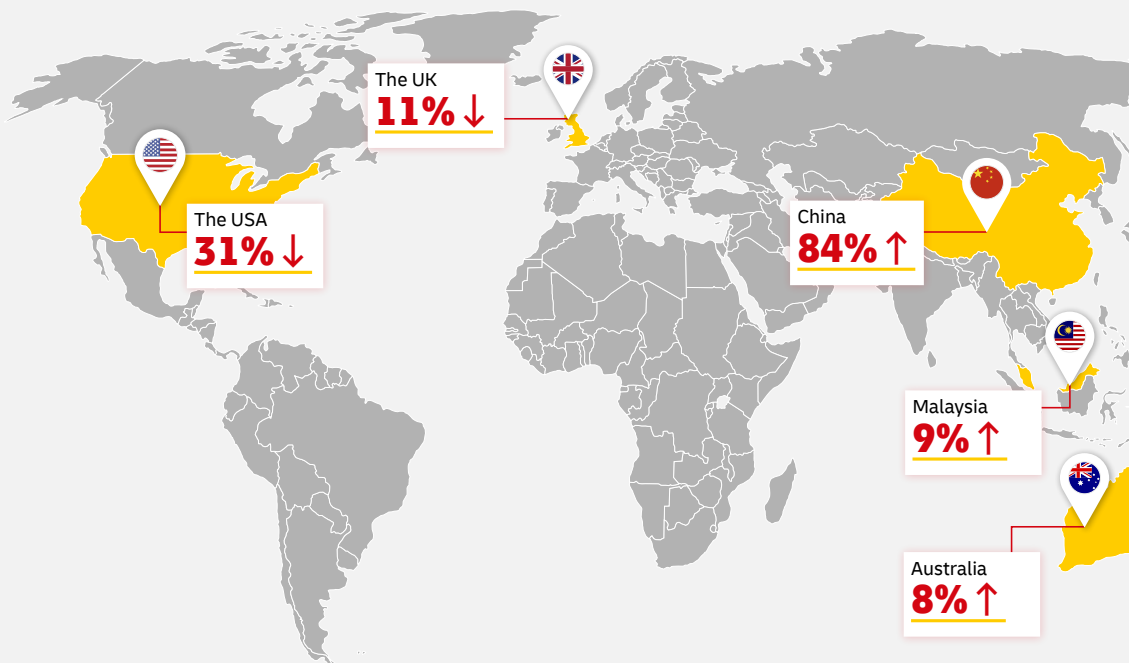 The UK
11% ↓
The USA
31% ↓
China
84% ↑
Malaysia
9% ↑
Australia
8% ↑